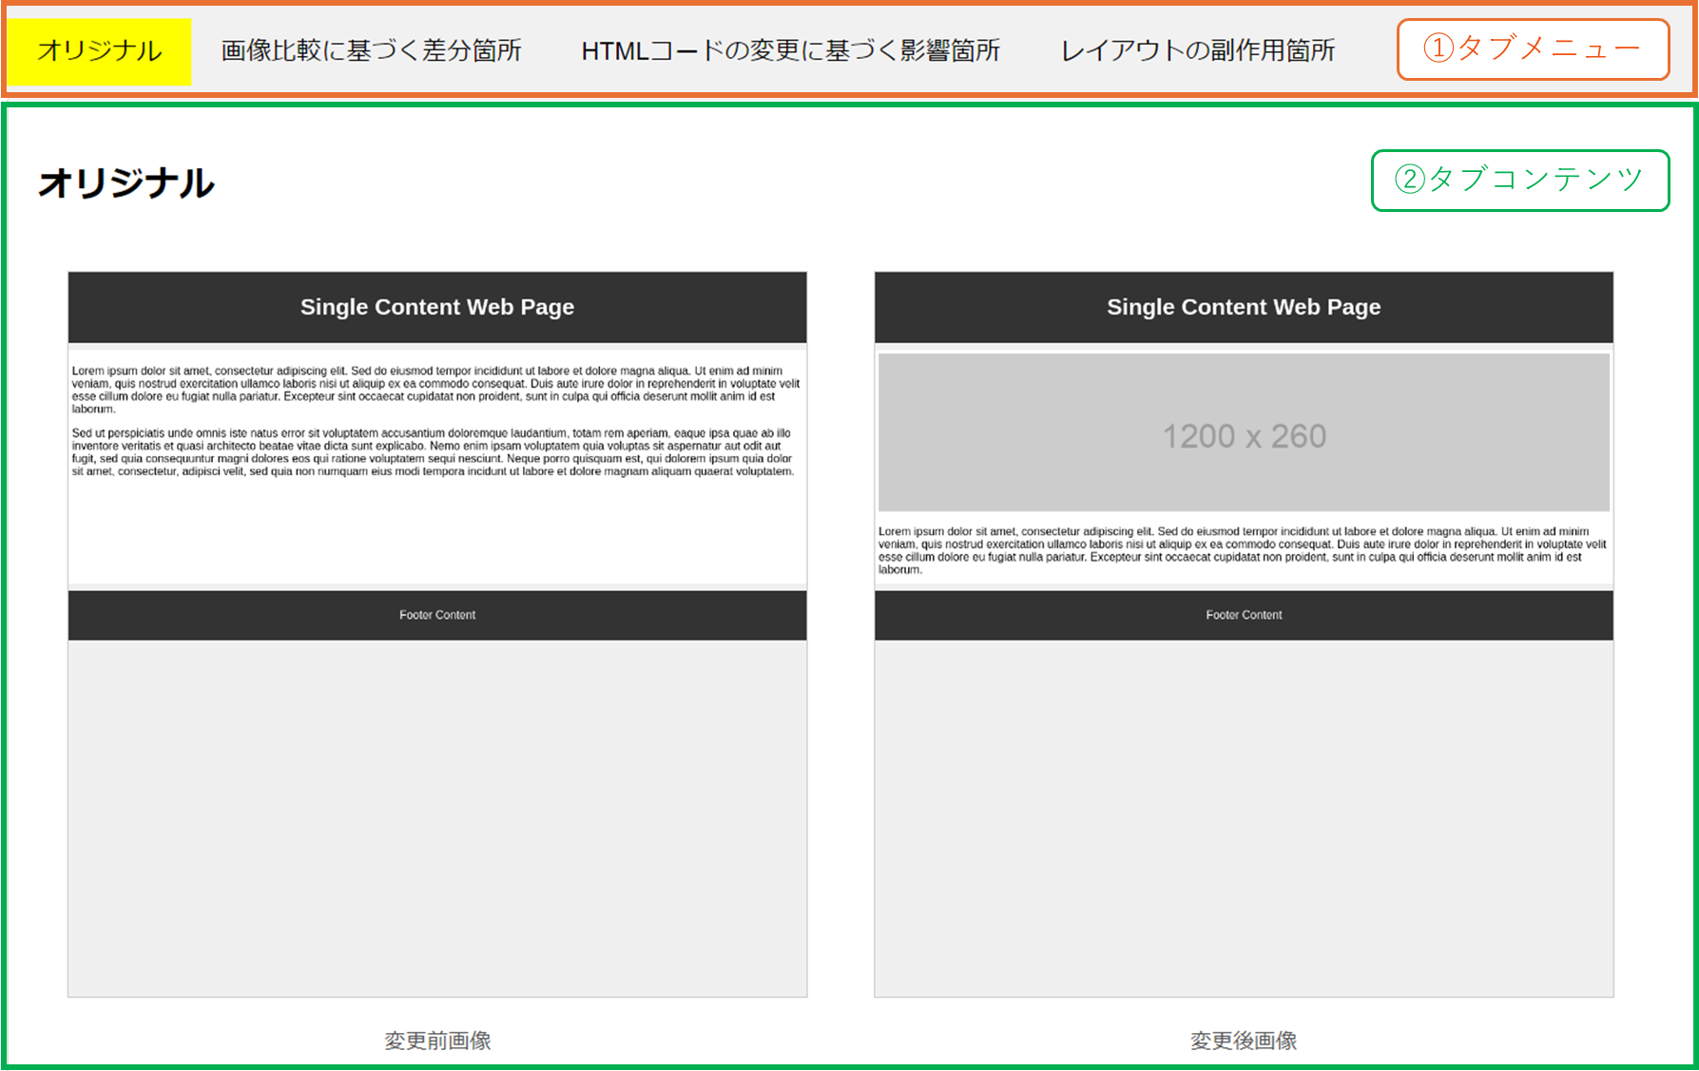 オリジナル 画像比較に基づく差分箇所 HTMLコードの変更に基づく影響箇所 レイアウトの副作用箇所 ①タブメニュー
オリジナル
②タブコンテンツ
Single Content Web Page
Lorem ipsum dolor sit amet, consectetur adipiscing elit. Sed do eiusmod tempor incididunt ut labore et dolore magna aliqua. Ut enim ad minim
veniam, quis nostrud exercitation ullamco laboris nisi ut aliquip ex ea commodo consequat. Duis aute irure dolor in reprehenderit in voluptate velit
esse cillum dolore eu fugiat nulla pariatur. Excepteur sint occaecat cupidatat non proident, sunt in culpa qui officia deserunt mollit anim id est
laborum.
Sed ut perspiciatis unde omnis iste natus error sit voluptatem accusantium doloremque laudantium, totam rem aperiam, eaque ipsa quae ab illo
inventore veritatis et quasi architecto beatae vitae dicta sunt explicabo. Nemo enim ipsam voluptatem quia voluptas sit aspernatur aut odit aut
fugit, sed quia consequuntur magni dolores eos qui ratione voluptatem sequi nesciunt. Neque porro quisquam est, qui dolorem ipsum quia dolor
sit amet, consectetur, adipisci velit, sed quia non numquam eius modi tempora incidunt ut labore et dolore magnam aliquam quaerat voluptatem.
Footer Content
変更前画像
Single Content Web Page
1200 x 260
Lorem ipsum dolor sit amet, consectetur adipiscing elit. Sed do eiusmod tempor incididunt ut labore et dolore magna aliqua. Ut enim ad minim
veniam, quis nostrud exercitation ullamco laboris nisi ut aliquip ex ea commodo consequat. Duis aute irure dolor in reprehenderit in voluptate velit
esse cillum dolore eu fugiat nulla pariatur. Excepteur sint occaecat cupidatat non proident, sunt in culpa qui officia deserunt mollit anim id est
laborum.
Footer Content
変更後画像